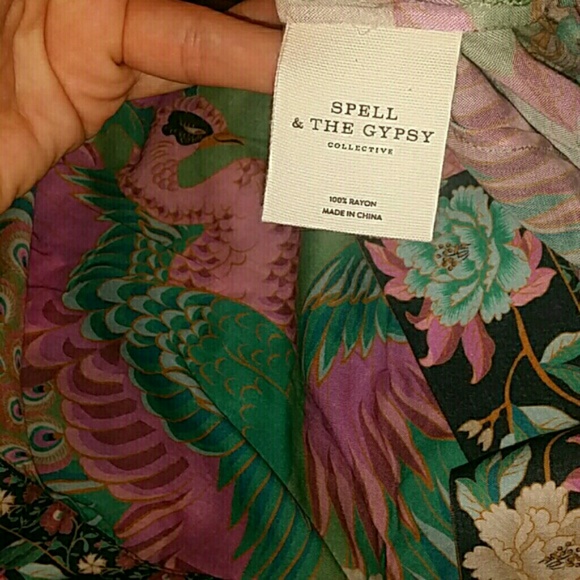 SPELL
& THE GYPSY
COLLECTIVE
100% RAYON
MADE IN CHINA